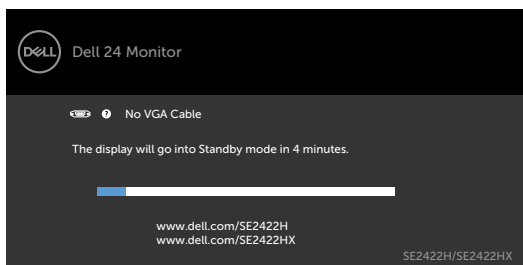 DELL
Dell 24 Monitor
? No VGA Cable
The display will go into Standby mode in 4 minutes.
www.dell.com/SE2422H
www.dell.com/SE2422HX
SE2422H/SE2422HX